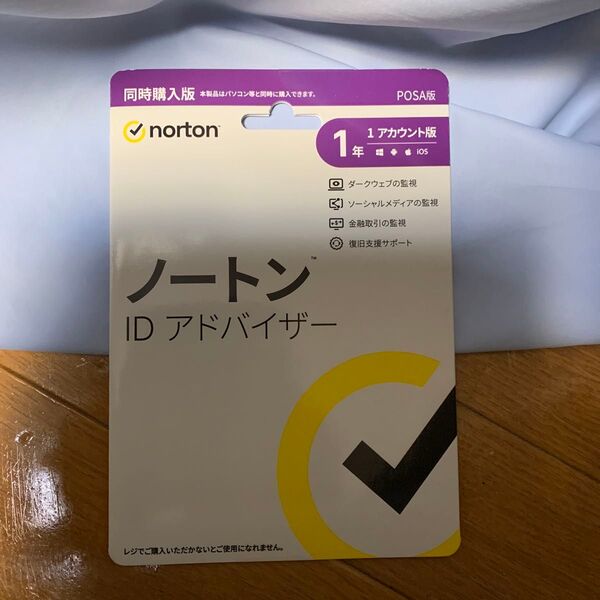 同時購入版 本製品はパソコン等と同時に購入できます。 POSA版
norton
1年 1 アカウント版
iOS
ダークウェブの監視
ソーシャルメディアの監視
金融取引の監視
復旧支援サポート
ノートン™
ID アドバイザー
レジでご購入いただかないとご使用になれません。